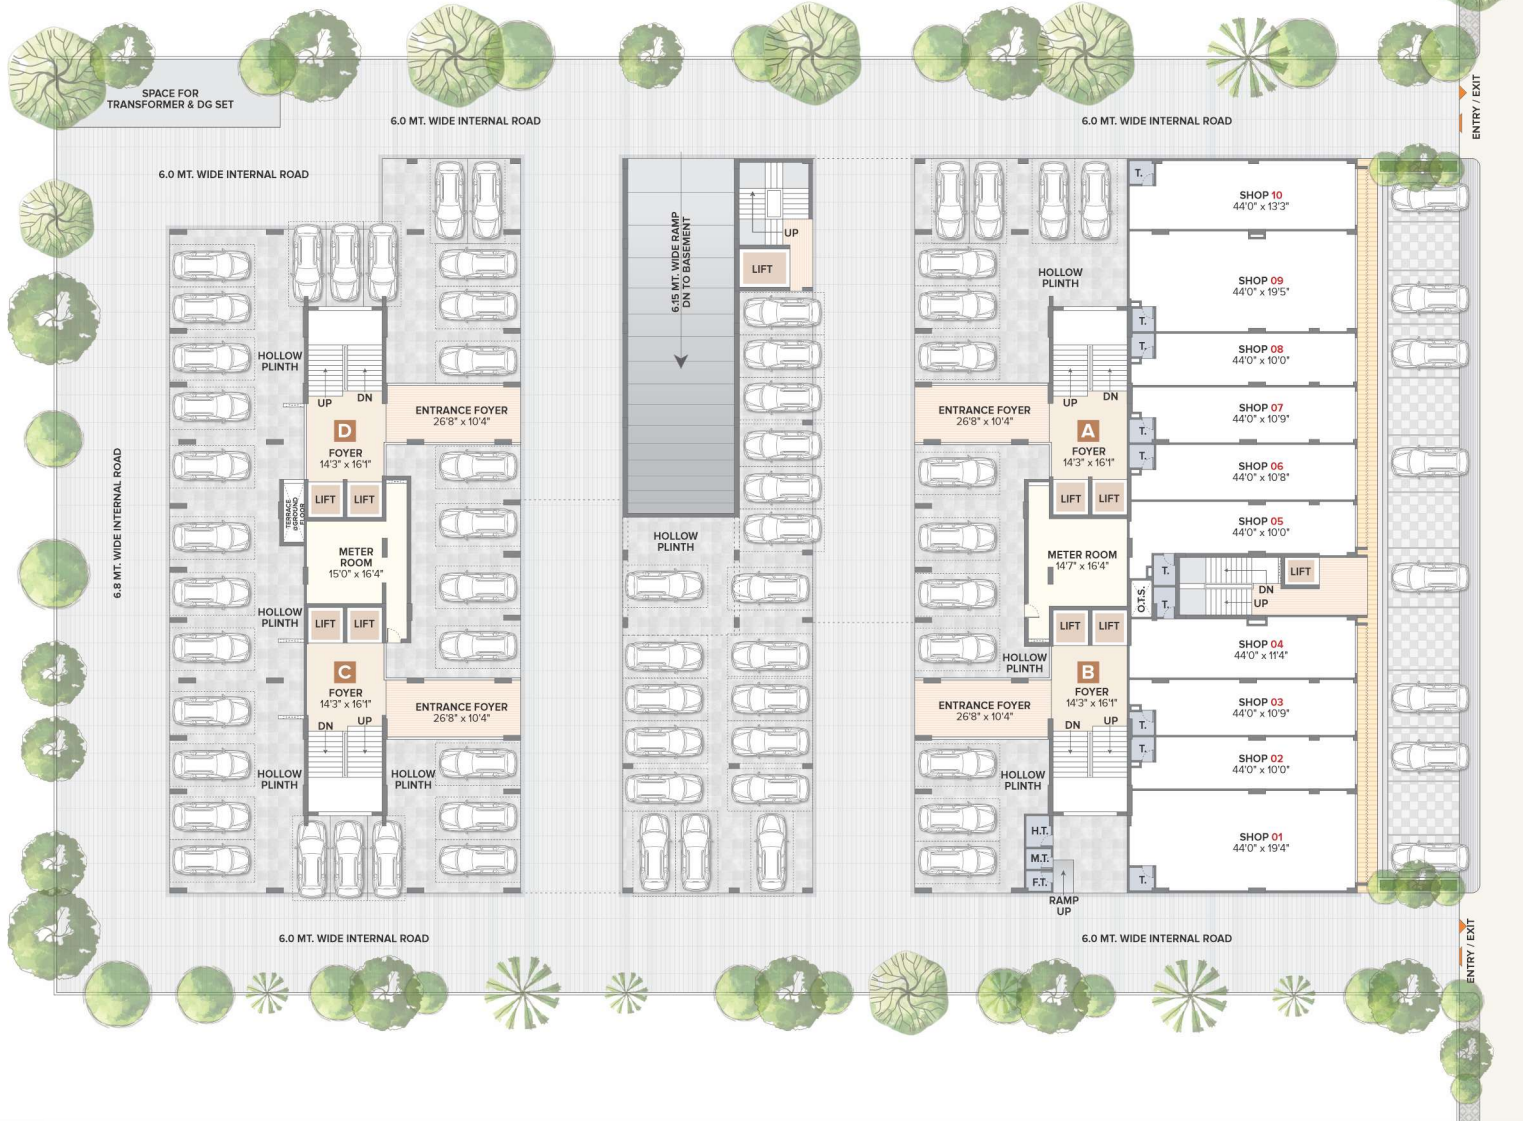 SPACE FOR
TRANSFORMER & DG SET
6.0 MT. WIDE INTERNAL ROAD
6.0 MT. WIDE INTERNAL ROAD
ENTRY / EXIT
6.0 MT. WIDE INTERNAL ROAD
6.8 MT. WIDE INTERNAL ROAD
HOLLOW
PLINTH
UP
DN
D
FOYER
14'3" x 16'1"
ENTRANCE FOYER
26'8" x 10'4"
LIFT
LIFT
TERRACE
@GROUND
FLOOR
METER
ROOM
15'0" x 16'4"
HOLLOW
PLINTH
LIFT
LIFT
C
FOYER
14'3" x 16'1"
DN
UP
ENTRANCE FOYER
26'8" x 10'4"
HOLLOW
PLINTH
HOLLOW
PLINTH
6.15 MT. WIDE RAMP
DN TO BASEMENT
UP
LIFT
HOLLOW
PLINTH
HOLLOW
PLINTH
UP
DN
A
FOYER
14'3" x 16'1"
ENTRANCE FOYER
26'8" x 10'4"
LIFT
LIFT
METER ROOM
14'7" x 16'4"
LIFT
LIFT
HOLLOW
PLINTH
B
FOYER
14'3" x 16'1"
DN
UP
ENTRANCE FOYER
26'8" x 10'4"
HOLLOW
PLINTH
H.T.
M.T.
F.T.
RAMP
UP
T.
SHOP 10
44'0" x 13'3"
SHOP 09
44'0" x 19'5"
T.
T.
SHOP 08
44'0" x 10'0"
SHOP 07
44'0" x 10'9"
T.
T.
SHOP 06
44'0" x 10'8"
SHOP 05
44'0" x 10'0"
T.
T.
O.T.S.
LIFT
DN
UP
SHOP 04
44'0" x 11'4"
SHOP 03
44'0" x 10'9"
T.
T.
SHOP 02
44'0" x 10'0"
SHOP 01
44'0" x 19'4"
T.
6.0 MT. WIDE INTERNAL ROAD
6.0 MT. WIDE INTERNAL ROAD
ENTRY / EXIT